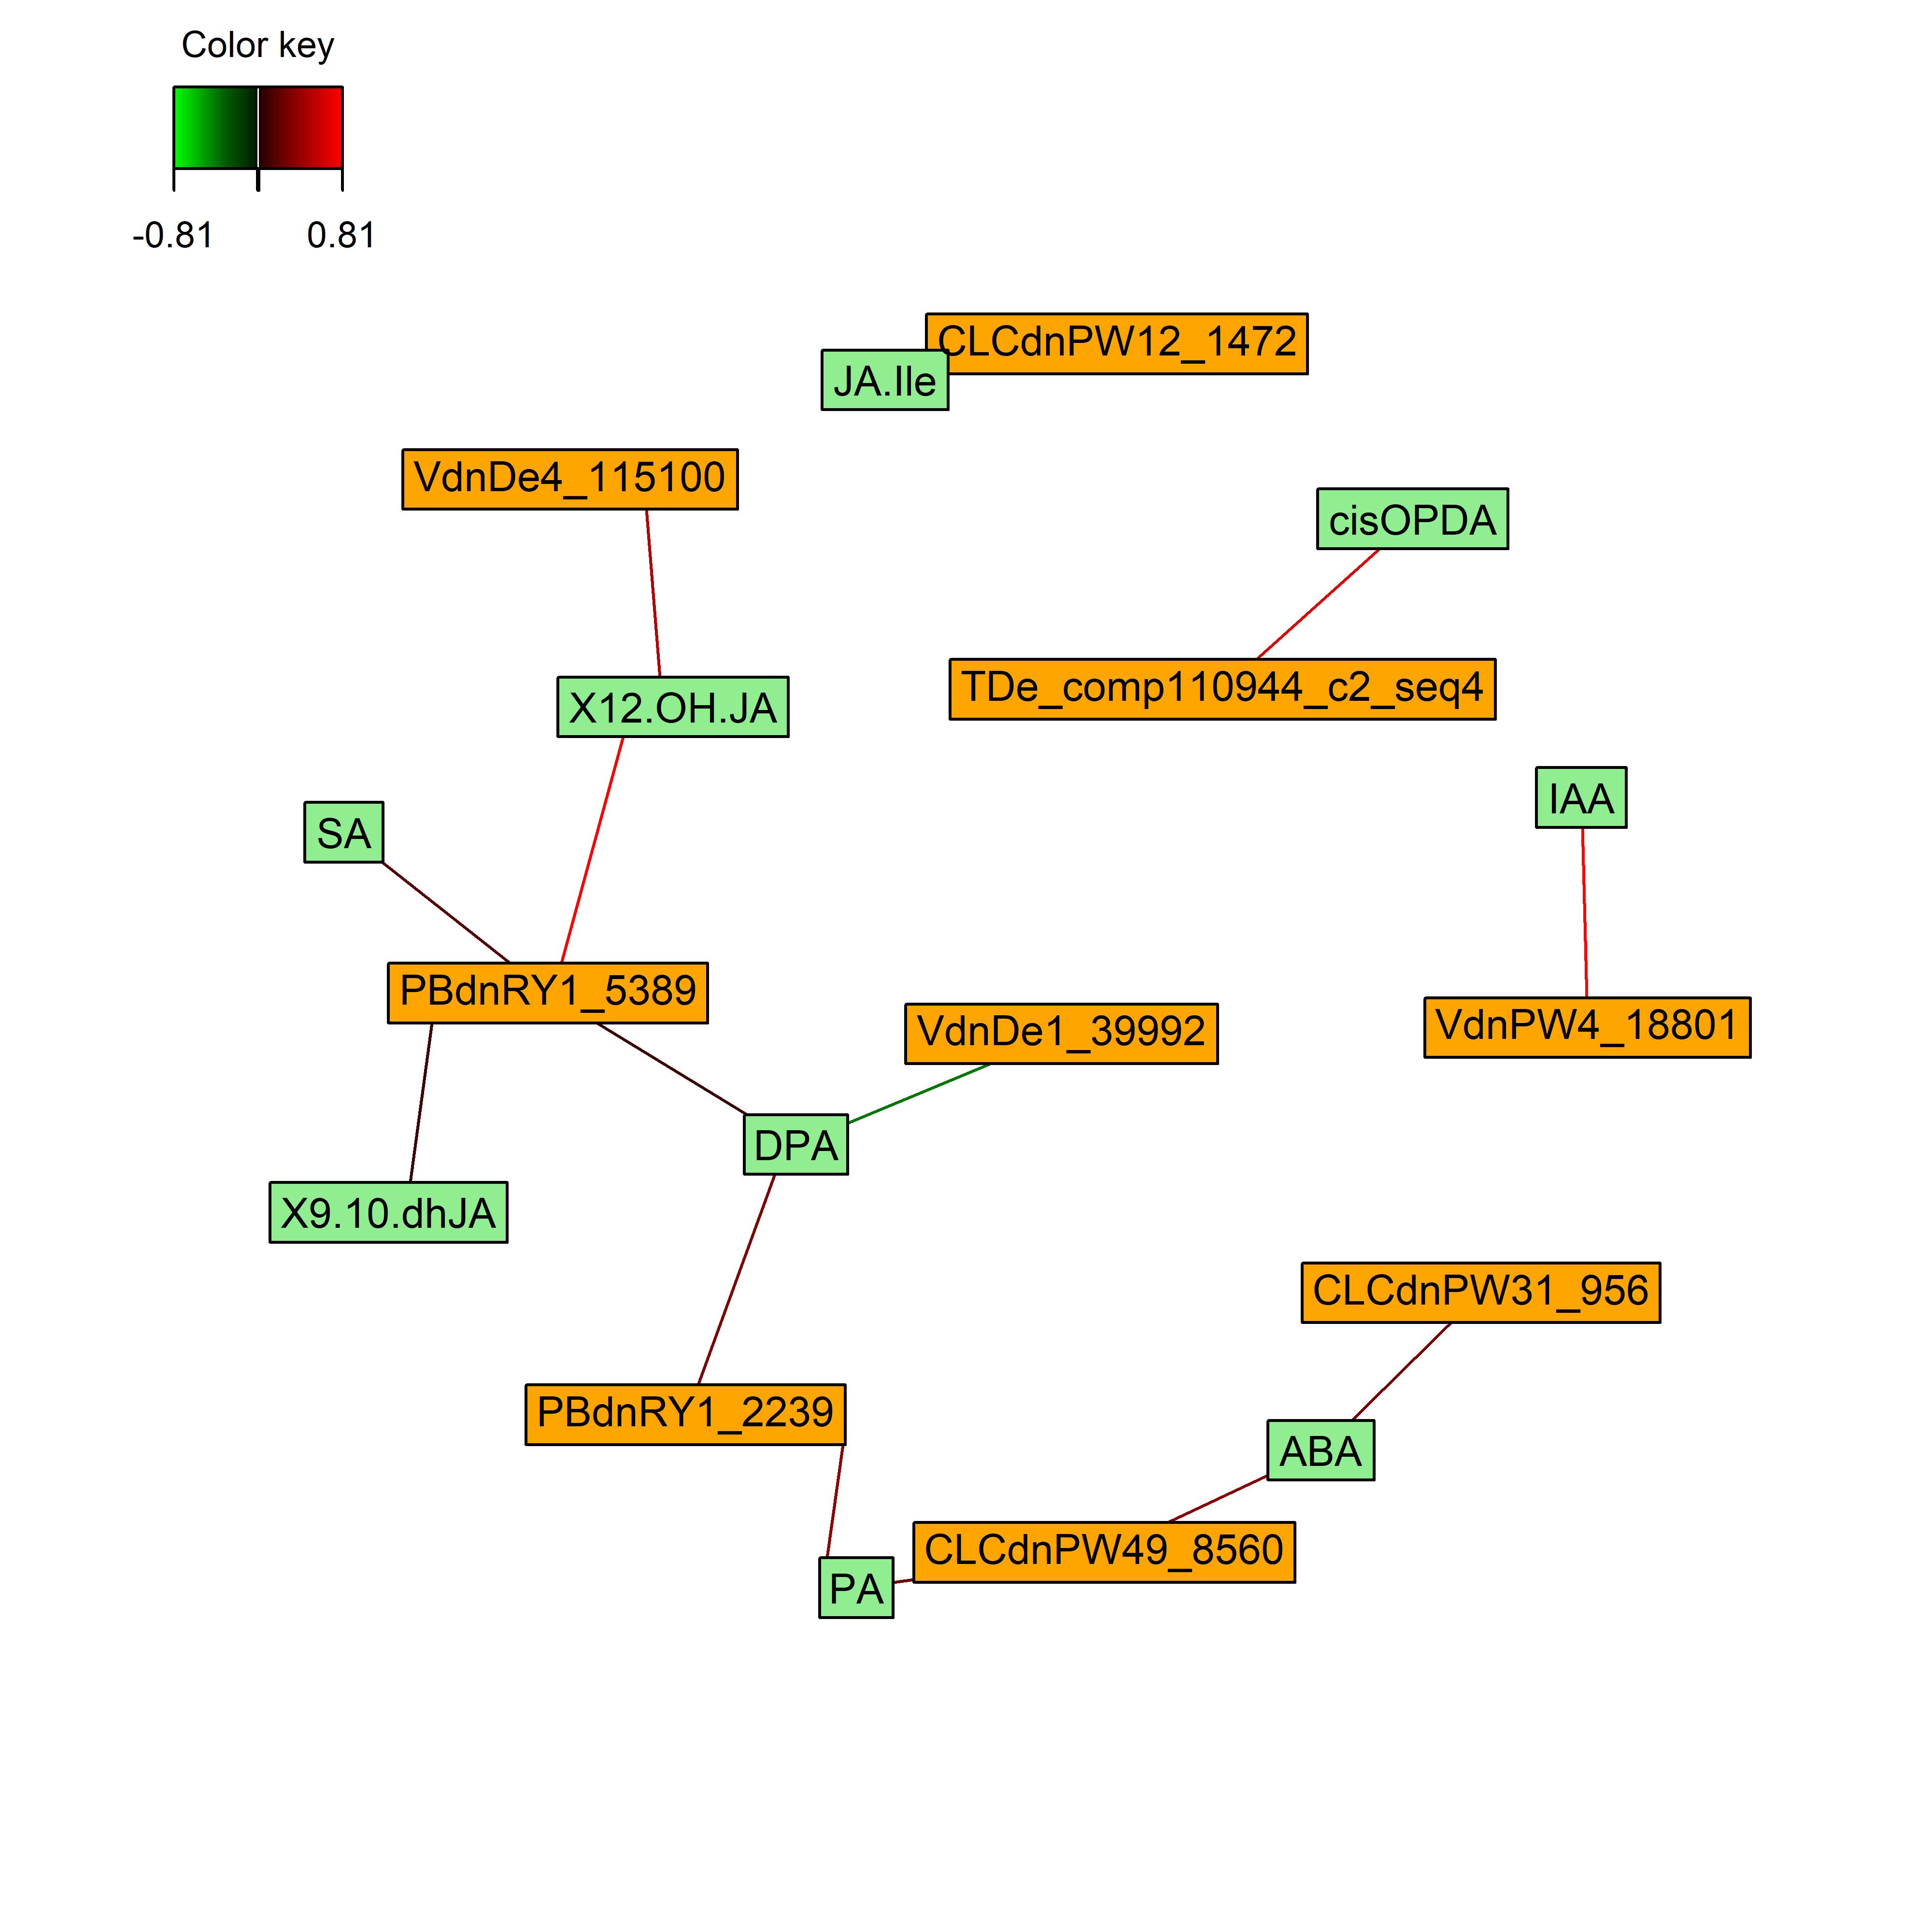 Color key
-0.81 0.81
CLCdnPW12_1472
JA.Ile
VdnDe4_115100
cisOPDA
TDe_comp110944_c2_seq4
X12.OH.JA
IAA
SA
PBdnRY1_5389
VdnDe1_39992
VdnPW4_18801
DPA
X9.10.dhJA
CLCdnPW31_956
PBdnRY1_2239
ABA
CLCdnPW49_8560
PA